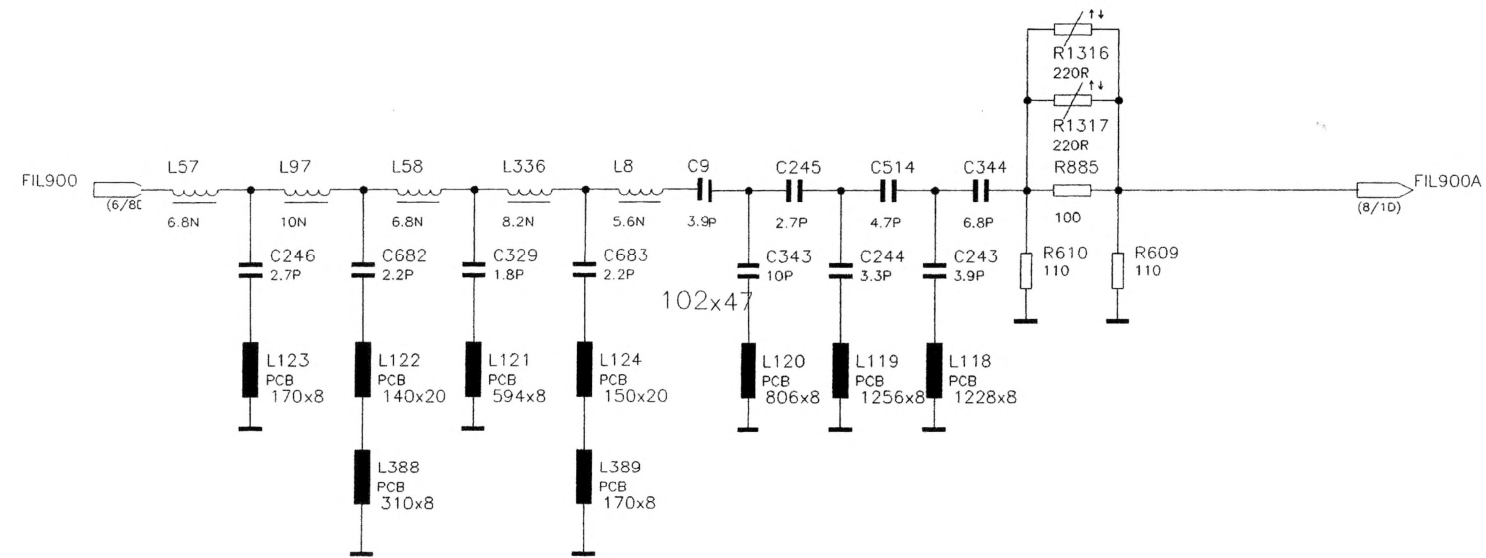 R1316
220R
R1317
220R
FIL900
(6/8D
L57
6.8N
L97
10N
L58
6.8N
L336
8.2N
L8
5.6N
C9
3.9P
C245
2.7P
C514
4.7P
C344
6.8P
R885
100
FIL900A
(8/1D)
C246
2.7P
C682
2.2P
C329
1.8P
C683
2.2P
102x47
C343
10P
C244
3.3P
C243
3.9P
R610
110
R609
110
L123
PCB
170x8
L122
PCB
140x20
L121
PCB
594x8
L124
PCB
150x20
L120
PCB
806x8
L119
PCB
1256x8
L118
PCB
1228x8
L388
PCB
310x8
L389
PCB
170x8